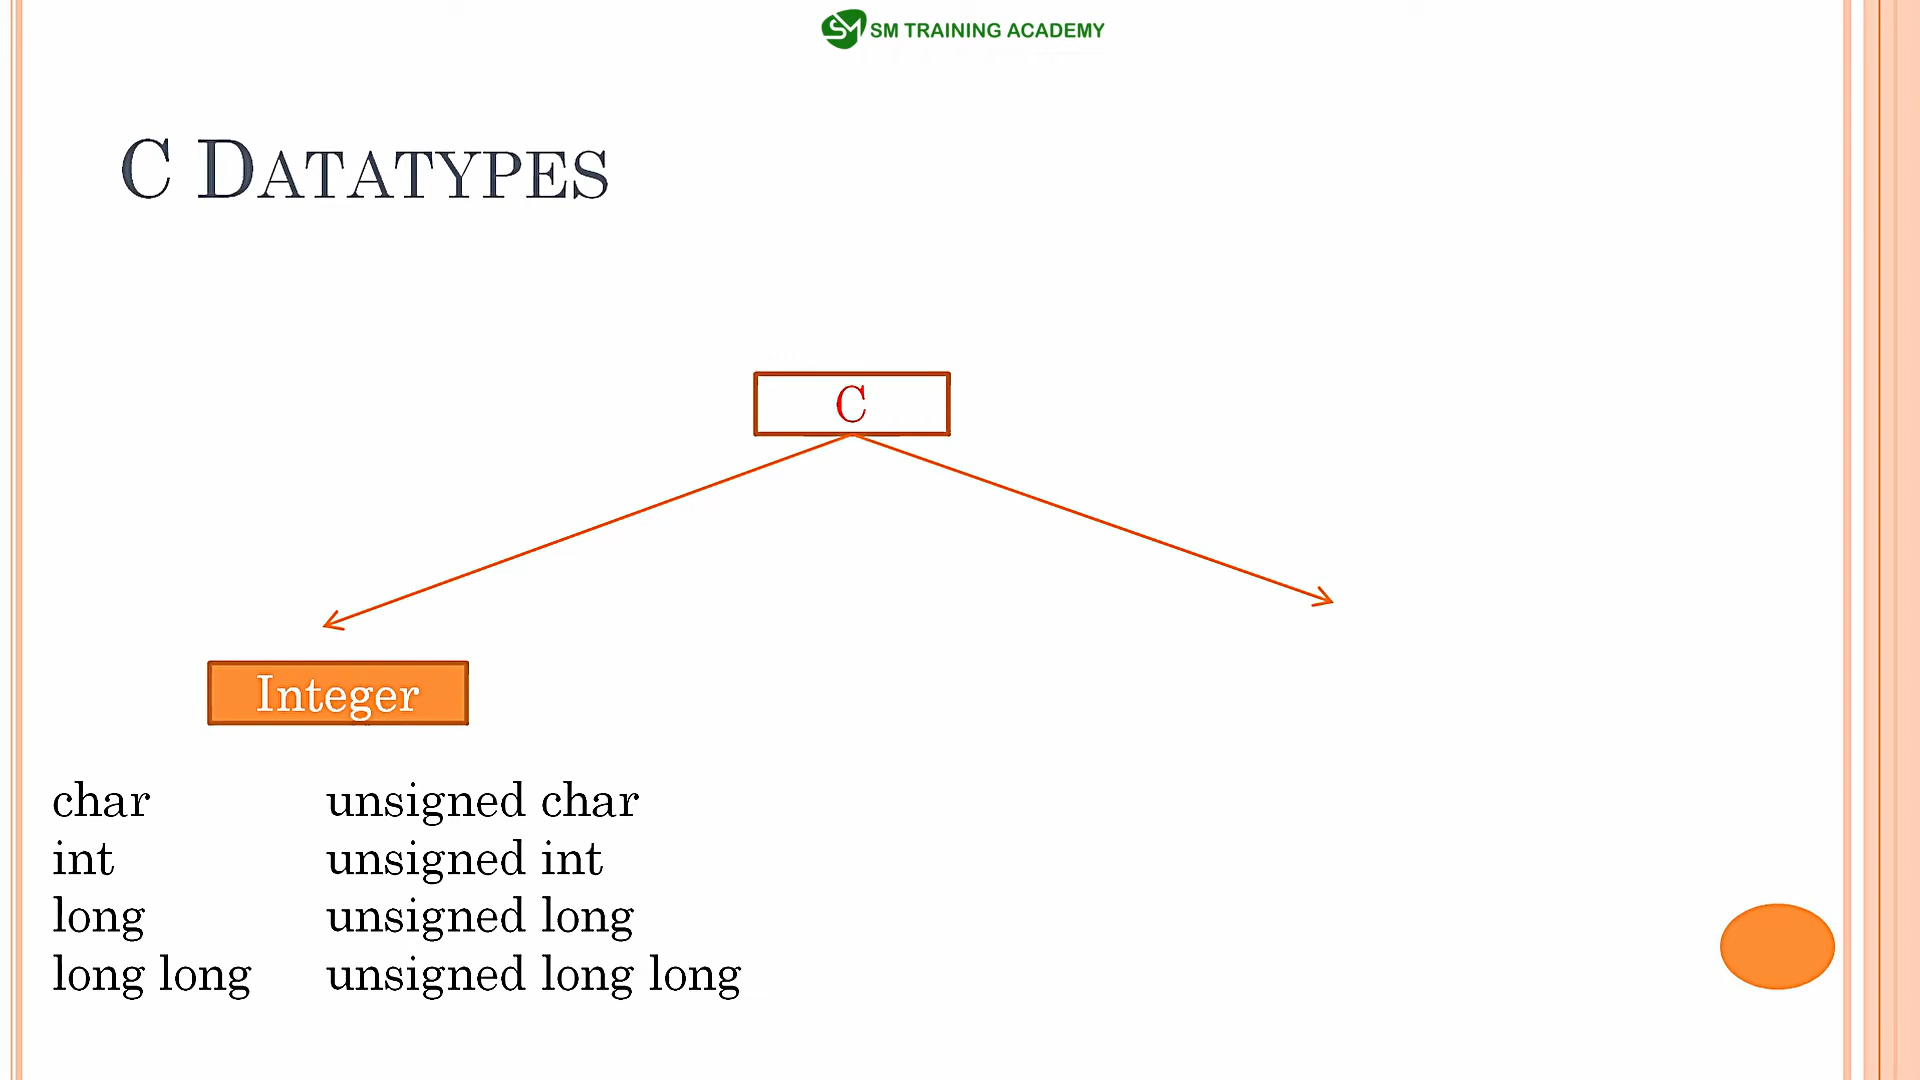 SM TRAINING ACADEMY
C DATATYPES
C
Integer
char unsigned char
int unsigned int
long unsigned long
long long unsigned long long